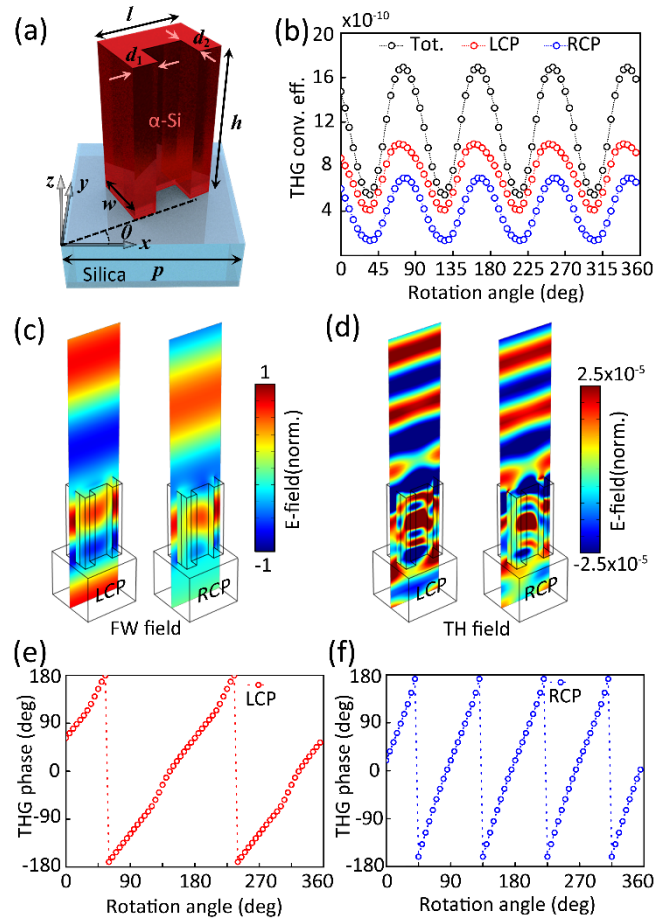 (a)
l
d₂
d₁
α-Si
h
z
y
w
θ
x
Silica
p
(b)
x10⁻¹⁰
Tot. LCP RCP
THG conv. eff.
16
12
8
4
0 45 135 225 315 360
90 180 270
Rotation angle (deg)
(c)
1
E-field(norm.)
-1
LCP RCP
FW field
(d)
2.5x10⁻⁵
E-field(norm.)
-2.5x10⁻⁵
LCP RCP
TH field
(e)
THG phase (deg)
180
90
0
-90
-180
LCP
0 90 180 270 360
Rotation angle (deg)
(f)
THG phase (deg)
180
90
0
-90
-180
RCP
0 90 180 270 360
Rotation angle (deg)